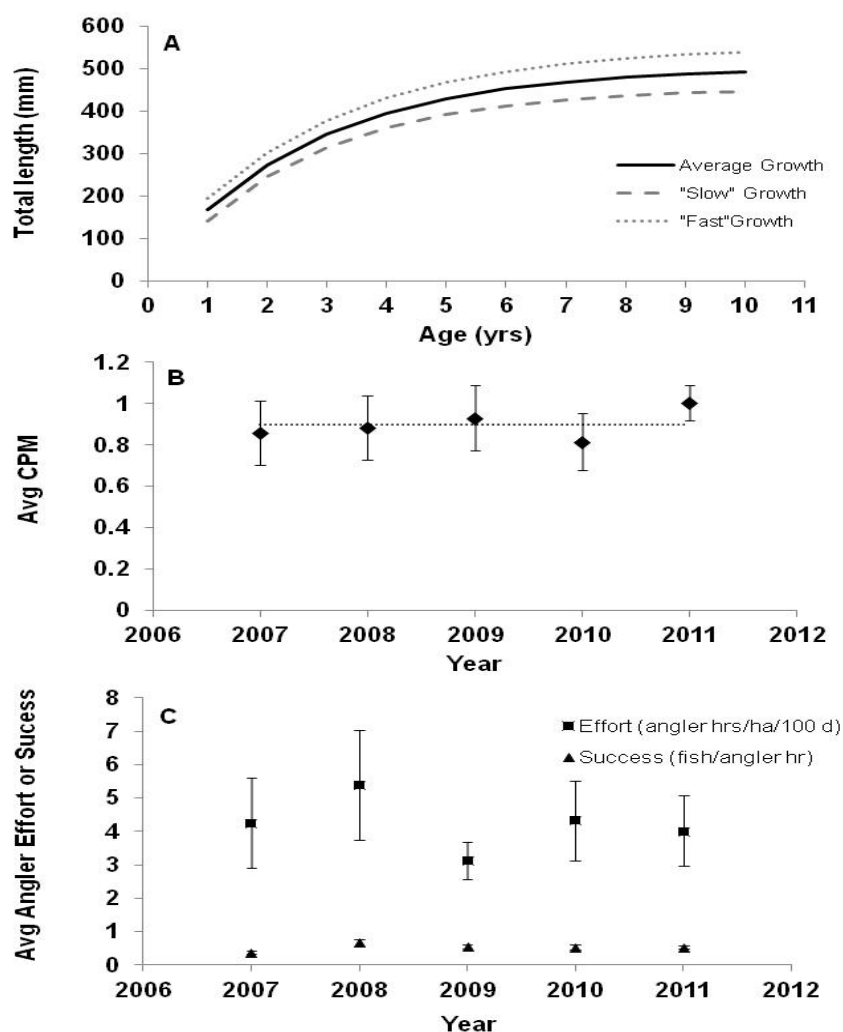 A
600
500
400
300
200
100
0
Total length (mm)
Average Growth
"Slow" Growth
"Fast"Growth
0 1 2 3 4 5 6 7 8 9 10 11
Age (yrs)
B
1.2
1
0.8
0.6
0.4
0.2
0
Avg CPM
2006 2007 2008 2009 2010 2011 2012
Year
C
8
7
6
5
4
3
2
1
0
Avg Angler Effort or Sucess
Effort (angler hrs/ha/100 d)
Success (fish/angler hr)
2006 2007 2008 2009 2010 2011 2012
Year